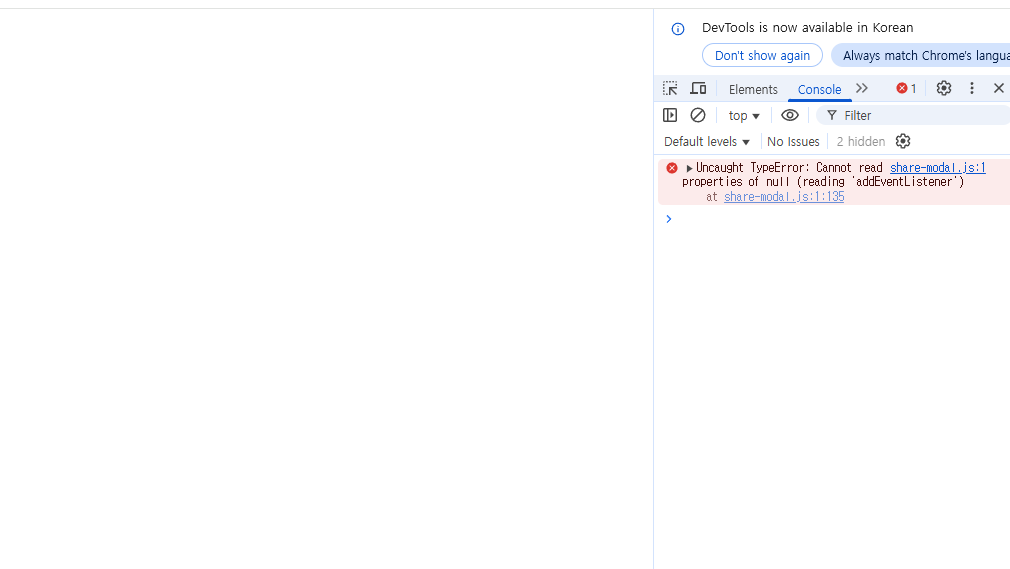 DevTools is now available in Korean
Don't show again Always match Chrome's langua
Elements Console 1
top Filter
Default levels No Issues 2 hidden
Uncaught TypeError: Cannot read share-modal.js:1
properties of null (reading 'addEventListener')
at share-modal.js:1:135